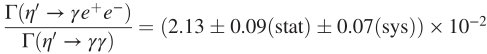 Γ(η′ → γe⁺e⁻)
Γ(η′ → γγ)
= (2.13 ± 0.09(stat) ± 0.07(sys)) × 10⁻²